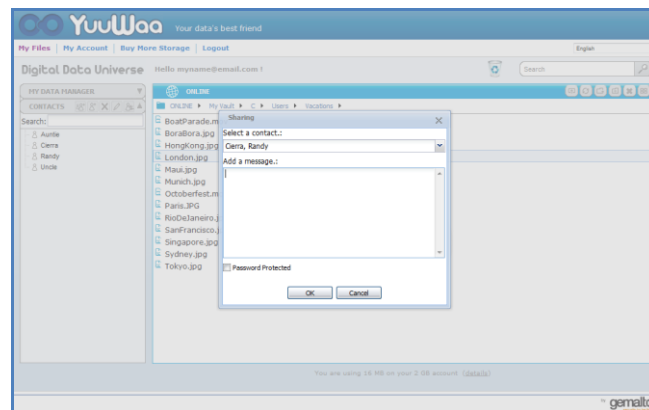 YuuWaa Your data's best friend
My Files | My Account | Buy More Storage | Logout
English
Digital Data Universe Hello myname@email.com !
Search
MY DATA MANAGER
ONLINE
CONTACTS
ONLINE My Vault C Users Vacations
Search:
Auntie
Cierra
Randy
Uncle
BoatParade.m
BoraBora.jpg
HongKong.jpg
London.jpg
Maui.jpg
Munich.jpg
Octoberfest.m
Paris.JPG
RioDeJaneiro.j
SanFrancisco.j
Singapore.jpg
Sydney.jpg
Tokyo.jpg
Sharing
Select a contact.:
Cierra, Randy
Add a message.:
Password Protected
OK Cancel
You are using 16 MB on your 2 GB account (details)
gemalto